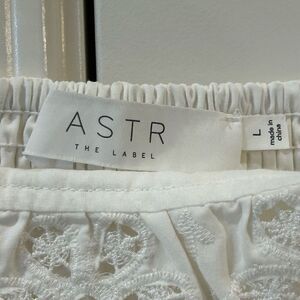 ASTR
THE LABEL
L
made in
china